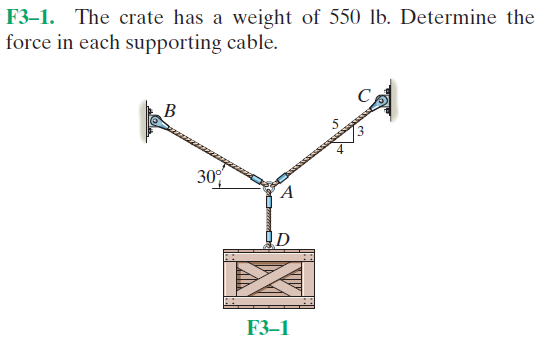 F3–1. The crate has a weight of 550 lb. Determine the
force in each supporting cable.
C
B
5
3
4
30°
A
D
F3–1